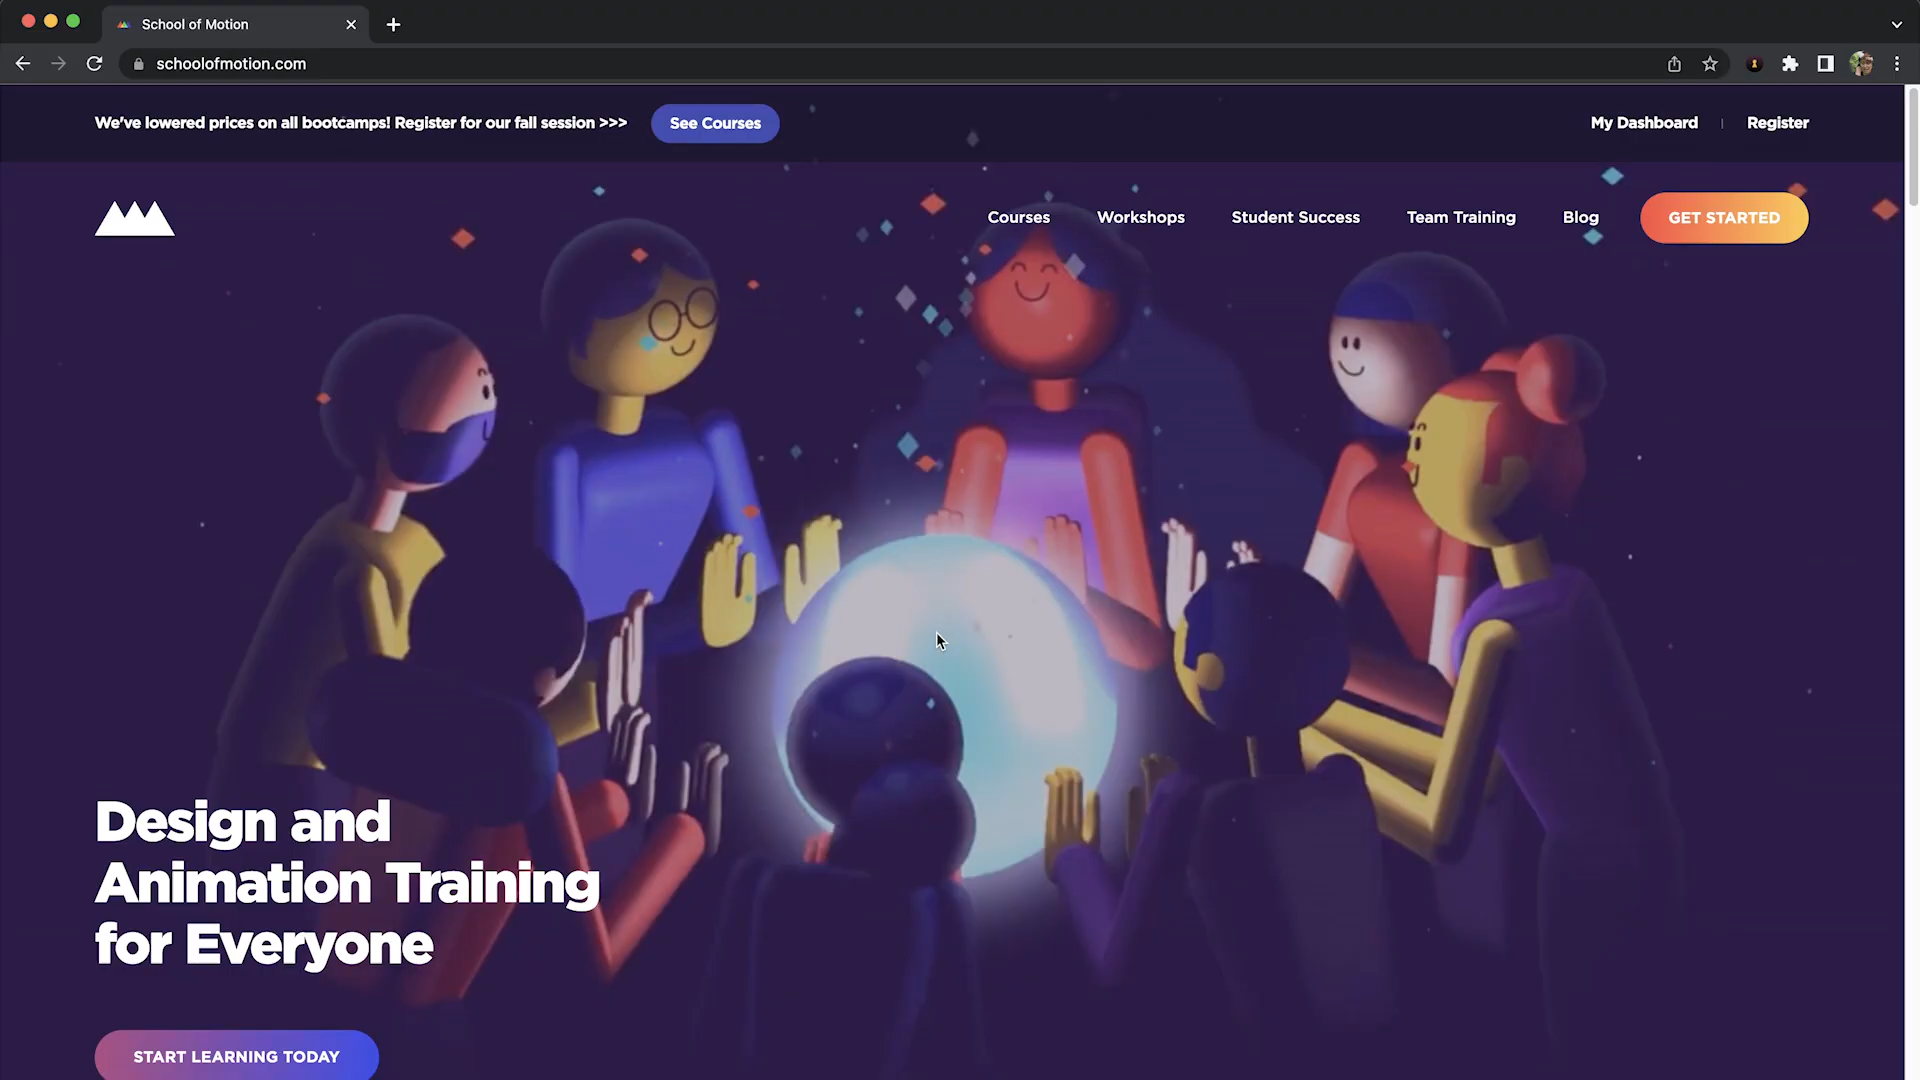 School of Motion
schoolofmotion.com
We've lowered prices on all bootcamps! Register for our fall session >>>
See Courses
My Dashboard
Register
Courses
Workshops
Student Success
Team Training
Blog
GET STARTED
Design and
Animation Training
for Everyone
START LEARNING TODAY